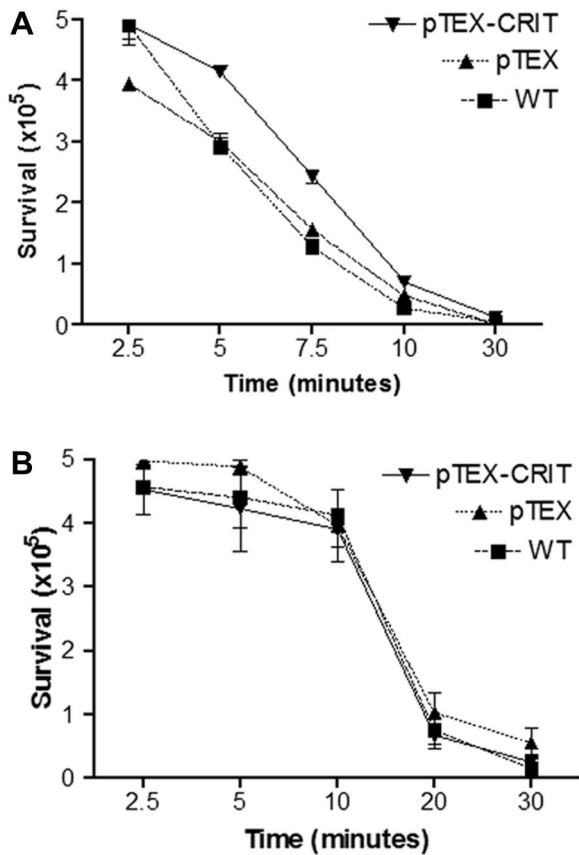 A
pTEX-CRIT
pTEX
WT
Survival (x10⁵)
5
4
3
2
1
0
2.5 5 7.5 10 30
Time (minutes)
B
pTEX-CRIT
pTEX
WT
Survival (x10⁵)
5
4
3
2
1
0
2.5 5 10 20 30
Time (minutes)